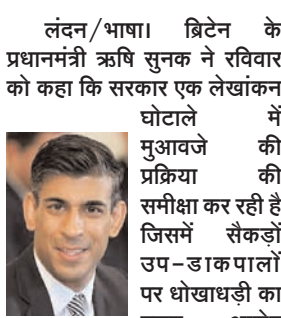 लंदन/भाषा। ब्रिटेन के
प्रधानमंत्री ऋषि सुनक ने रविवार
को कहा कि सरकार एक लेखांकन
घोटाले में
मुआवजे की
प्रक्रिया की
समीक्षा कर रही है
जिसमें सैकड़ों
उप-डाकपालों
पर धोखाधड़ी का